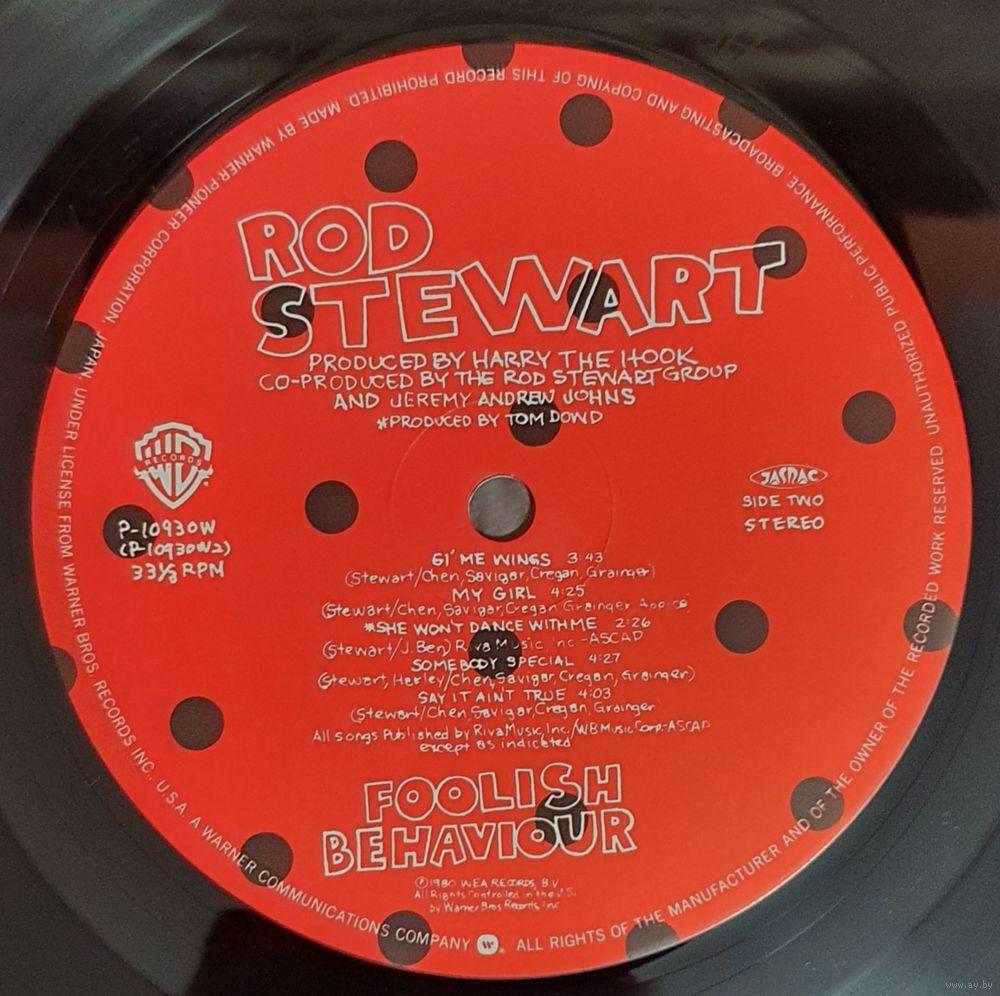 ROD
STEWART
PRODUCED BY HARRY THE HOOK
CO-PRODUCED BY THE ROD STEWART GROUP
AND JEREMY ANDREW JOHNS
*PRODUCED BY TOM DOWD
W RECORDS
P-10930W
(P-10930W2)
33⅓ RPM
JASRAC
SIDE TWO
STEREO
GI' ME WINGS 3:43
(Stewart/Chen, Savigar, Cregan, Grainger)
MY GIRL 4:25
(Stewart/Chen, Savigar, Cregan Grainger
*SHE WON'T DANCE WITH ME 2:26
(Stewart/J. Ben) Riva Music, Inc-ASCAP
SOMEBODY SPECIAL 4:27
(Stewart, Harley/Chen, Savigar, Cregan, Grainger)
SAY IT AIN'T TRUE 4:03
(Stewart/Chen, Savigar, Cregan, Grainger
All songs Published by Riva Music, Inc./WB Music Corp.-ASCAP
except as indicated
FOOLISH
BEHAVIOUR
Ⓟ1980 WEA RECORDS, B.V.
All Rights Controlled in the U.S.
by Warner Bros Records, Inc
MADE BY WARNER-PIONEER CORPORATION, JAPAN, UNDER LICENSE FROM WARNER BROS. RECORDS INC., U.S.A. A WARNER COMMUNICATIONS COMPANY W. ALL RIGHTS OF THE MANUFACTURER AND OF THE OWNER OF THE RECORDED WORK RESERVED. UNAUTHORIZED PUBLIC PERFORMANCE, BROADCASTING AND COPYING OF THIS RECORD PROHIBITED.
www.ay.by